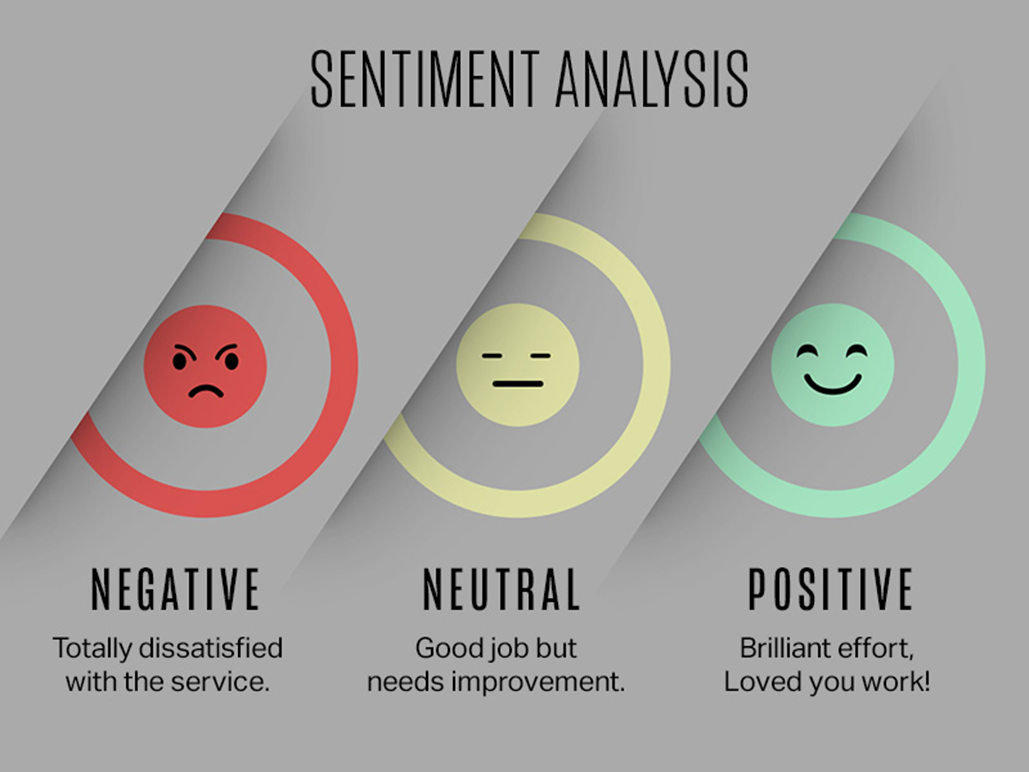 SENTIMENT ANALYSIS
NEGATIVE
Totally dissatisfied
with the service.
NEUTRAL
Good job but
needs improvement.
POSITIVE
Brilliant effort,
Loved you work!